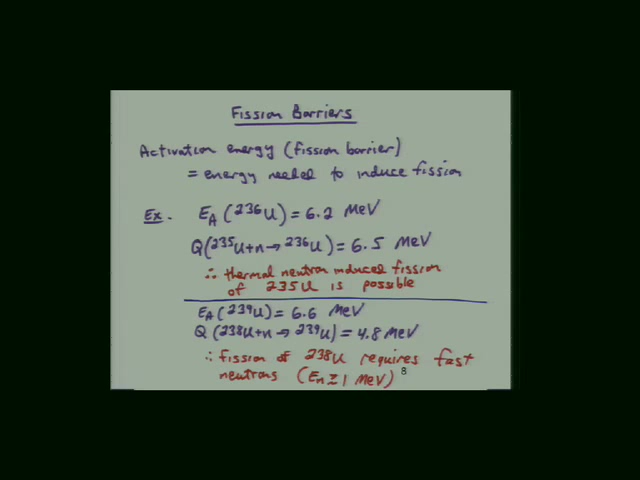 Fission Barriers
Activation energy (fission barrier)
= energy needed to induce fission
Ex. E_A (²³⁶U) = 6.2 MeV
Q(²³⁵U+n → ²³⁶U) = 6.5 MeV
∴ thermal neutron induced fission
of 235U is possible
E_A (²³⁹U) = 6.6 MeV
Q (²³⁸U+n → ²³⁹U) = 4.8 MeV
∴ fission of 238U requires fast
neutrons (En ≳ 1 MeV) 8